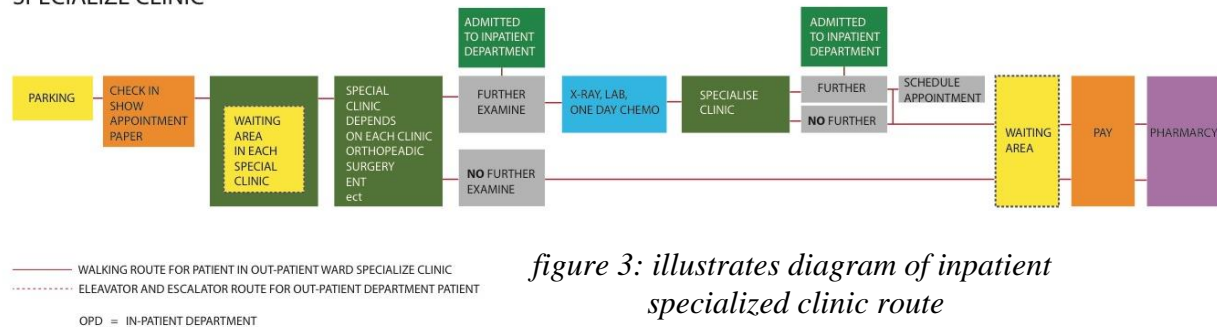 SPECIALIZE CLINIC
PARKING
CHECK IN
SHOW
APPOINTMENT
PAPER
WAITING
AREA
IN EACH
SPECIAL
CLINIC
SPECIAL
CLINIC
DEPENDS
ON EACH CLINIC
ORTHOPEADIC
SURGERY
ENT
ect
ADMITTED
TO INPATIENT
DEPARTMENT
FURTHER
EXAMINE
NO FURTHER
EXAMINE
X-RAY, LAB,
ONE DAY CHEMO
SPECIALISE
CLINIC
ADMITTED
TO INPATIENT
DEPARTMENT
FURTHER
NO FURTHER
SCHEDULE
APPOINTMENT
WAITING
AREA
PAY
PHARMARCY
WALKING ROUTE FOR PATIENT IN OUT-PATIENT WARD SPECIALIZE CLINIC
ELEAVATOR AND ESCALATOR ROUTE FOR OUT-PATIENT DEPARTMENT PATIENT
OPD = IN-PATIENT DEPARTMENT
figure 3: illustrates diagram of inpatient
specialized clinic route